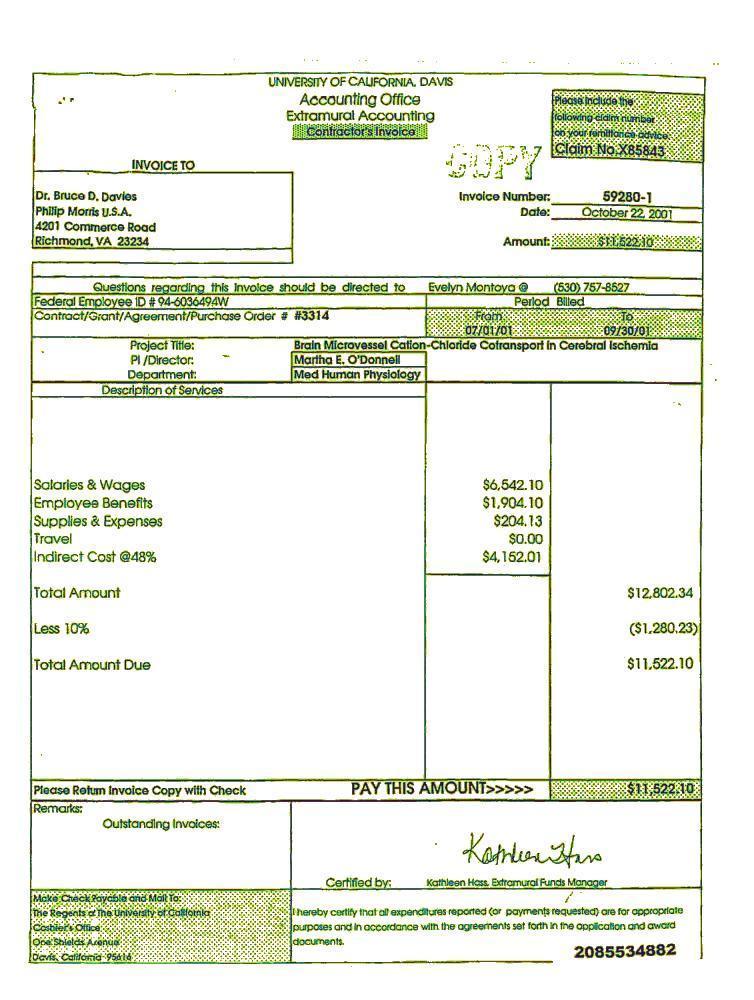 UNIVERSITY OF CALIFORNIA, DAVIS
Accounting Office
Extramural Accounting
Contractor's Invoice
Please include the
following claim number
on your remittance advice.
Claim No.X85843
COPY
INVOICE TO
Dr. Bruce D. Davies
Philip Morris U.S.A.
4201 Commerce Road
Richmond, VA 23234
Invoice Number: 59280-1
Date: October 22, 2001
Amount: $11,522.10
Questions regarding this invoice should be directed to Evelyn Montoya @ (530) 757-8527
Federal Employee ID # 94-6036494W Period Billed
Contract/Grant/Agreement/Purchase Order # #3314 From To
07/01/01 09/30/01
Project Title: Brain Microvessel Cation-Chloride Cotransport in Cerebral Ischemia
PI /Director: Martha E. O'Donnell
Department: Med Human Physiology
Description of Services
Salaries & Wages $6,542.10
Employee Benefits $1,904.10
Supplies & Expenses $204.13
Travel $0.00
Indirect Cost @48% $4,152.01
Total Amount $12,802.34
Less 10% ($1,280.23)
Total Amount Due $11,522.10
Please Return Invoice Copy with Check PAY THIS AMOUNT>>>>> $11,522.10
Remarks:
Outstanding Invoices:
Kathleen Hass
Certified by: Kathleen Hass, Extramural Funds Manager
Make Check Payable and Mail To:
The Regents of The University of California
Cashier's Office
One Shields Avenue
Davis, California 95616
I hereby certify that all expenditures reported (or payments requested) are for appropriate
purposes and in accordance with the agreements set forth in the application and award
documents.
2085534882